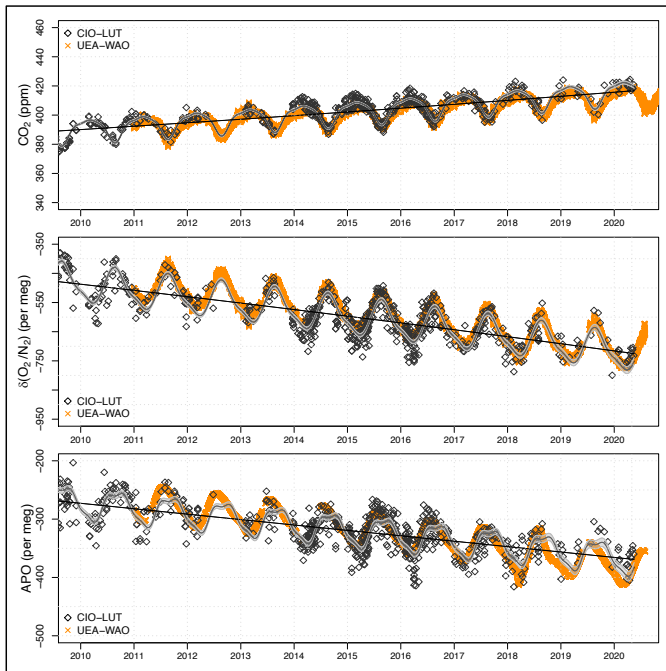 460
420
400
380
360
340
CO2 (ppm)
◇ CIO−LUT
× UEA−WAO
2010 2011 2012 2013 2014 2015 2016 2017 2018 2019 2020
−350
−550
−750
−950
δ(O2 /N2) (per meg)
◇ CIO−LUT
× UEA−WAO
2010 2011 2012 2013 2014 2015 2016 2017 2018 2019 2020
−200
−300
−400
−500
APO (per meg)
◇ CIO−LUT
× UEA−WAO
2010 2011 2012 2013 2014 2015 2016 2017 2018 2019 2020